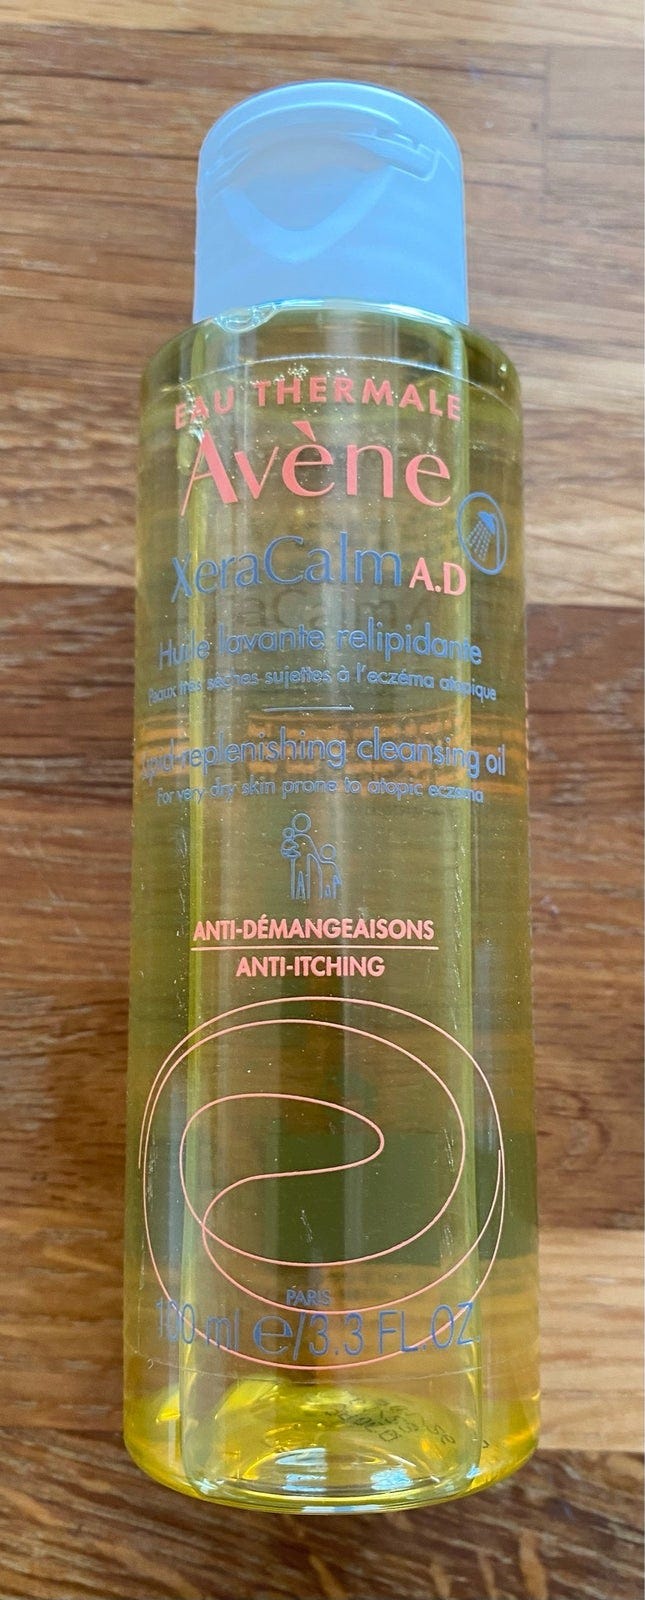 EAU THERMALE
Avène
XeraCalm A.D
Huile lavante relipidante
Peaux très sèches sujettes à l'eczéma atopique
Lipid-replenishing cleansing oil
For very dry skin prone to atopic eczema
ANTI-DÉMANGEAISONS
ANTI-ITCHING
PARIS
100 ml e/3.3 FL.OZ.